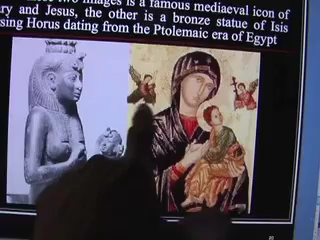 two images is a famous mediaeval icon of
ry and Jesus, the other is a bronze statue of Isis
sing Horus dating from the Ptolemaic era of Egypt